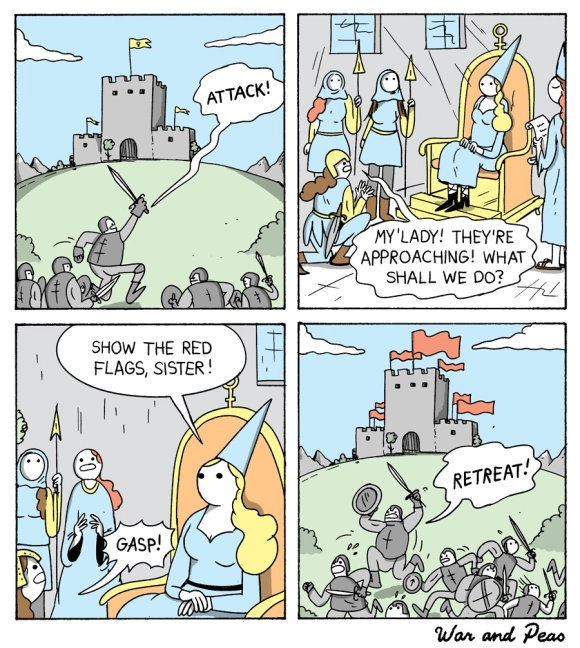 ATTACK!
MY'LADY! THEY'RE
APPROACHING! WHAT
SHALL WE DO?
SHOW THE RED
FLAGS, SISTER!
GASP!
RETREAT!
War and Peas